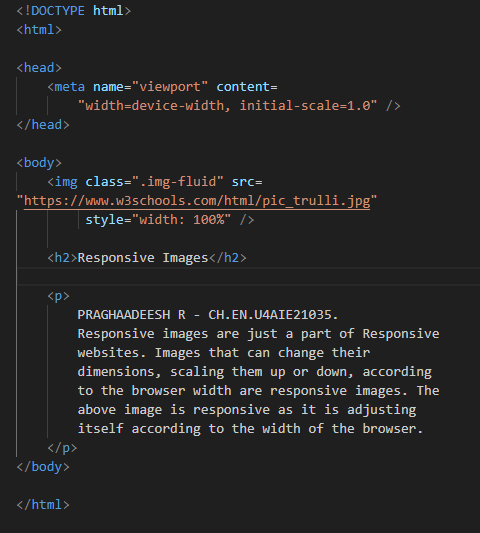 <!DOCTYPE html>
<html>
<head>
<meta name="viewport" content=
"width=device-width, initial-scale=1.0" />
</head>
<body>
<img class=".img-fluid" src=
"https://www.w3schools.com/html/pic_trulli.jpg"
style="width: 100%" />
<h2>Responsive Images</h2>
<p>
PRAGHAADEESH R - CH.EN.U4AIE21035.
Responsive images are just a part of Responsive
websites. Images that can change their
dimensions, scaling them up or down, according
to the browser width are responsive images. The
above image is responsive as it is adjusting
itself according to the width of the browser.
</p>
</body>
</html>